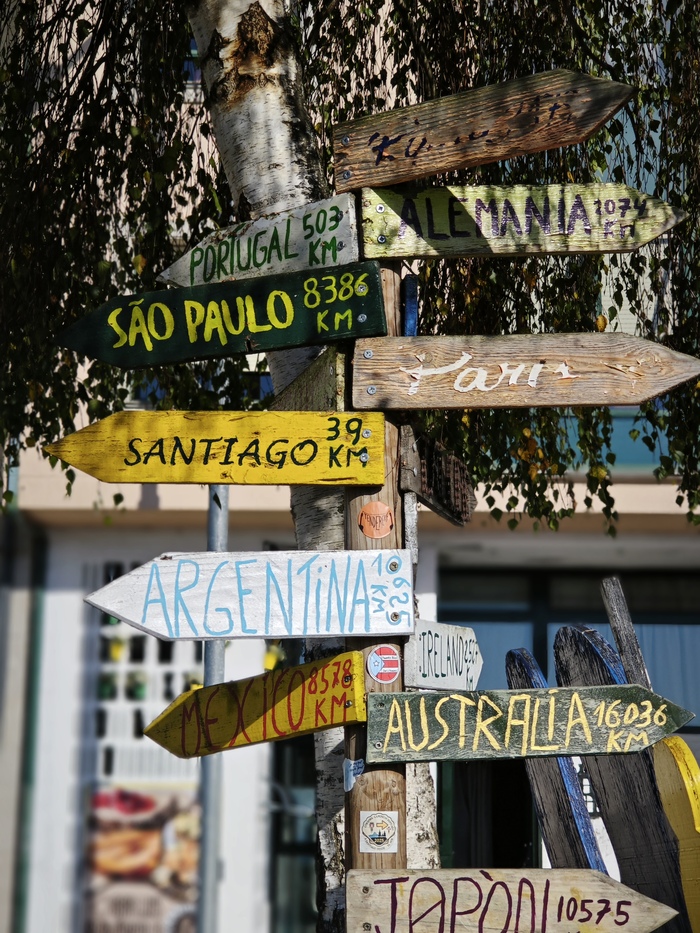 ALEMANIA 1074 KM
PORTUGAL 503 KM
SÃO PAULO 8386 KM
Paris
SANTIAGO 39 KM
ARGENTINA 10625 KM
IRELAND
MEXICO 8578 KM
AUSTRALIA 16036 KM
JAPÒN 10575